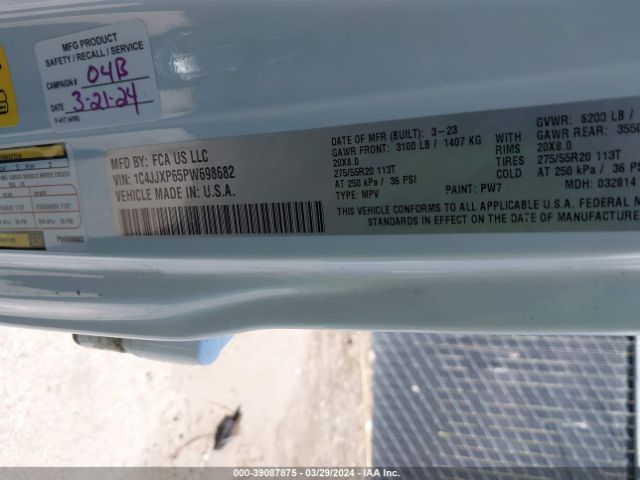 MFG PRODUCT
SAFETY / RECALL / SERVICE
CAMPAIGN # 04B
DATE 3-21-24
MFD BY: FCA US LLC
VIN: 1C4JJXP65PW698682
VEHICLE MADE IN U.S.A.
DATE OF MFR (BUILT): 3-23
GAWR FRONT: 3100 LB / 1407 KG WITH
20X8.0 RIMS
275/55R20 113T TIRES
AT 250 kPa / 36 PSI COLD
TYPE: MPV PAINT: PW7
GVWR: 6203 LB /
GAWR REAR: 3550
20X8.0
275/55R20 113T
AT 250 kPa / 36 PSI
MDH: 032814
THIS VEHICLE CONFORMS TO ALL APPLICABLE U.S.A. FEDERAL M
STANDARDS IN EFFECT ON THE DATE OF MANUFACTURE
PW698682
000-39087875 - 03/29/2024 - IAA Inc.